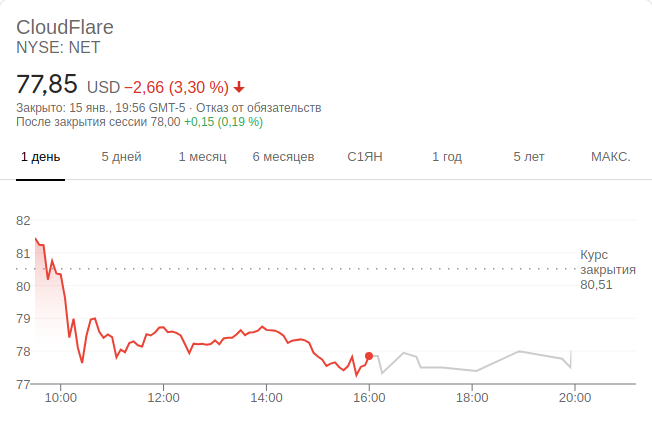 CloudFlare
NYSE: NET
77,85 USD −2,66 (3,30 %)
Закрыто: 15 янв., 19:56 GMT-5 · Отказ от обязательств
После закрытия сессии 78,00 +0,15 (0,19 %)
1 день 5 дней 1 месяц 6 месяцев С1ЯН 1 год 5 лет МАКС.
82
81
80
79
78
77
Курс
закрытия
80,51
10:00 12:00 14:00 16:00 18:00 20:00